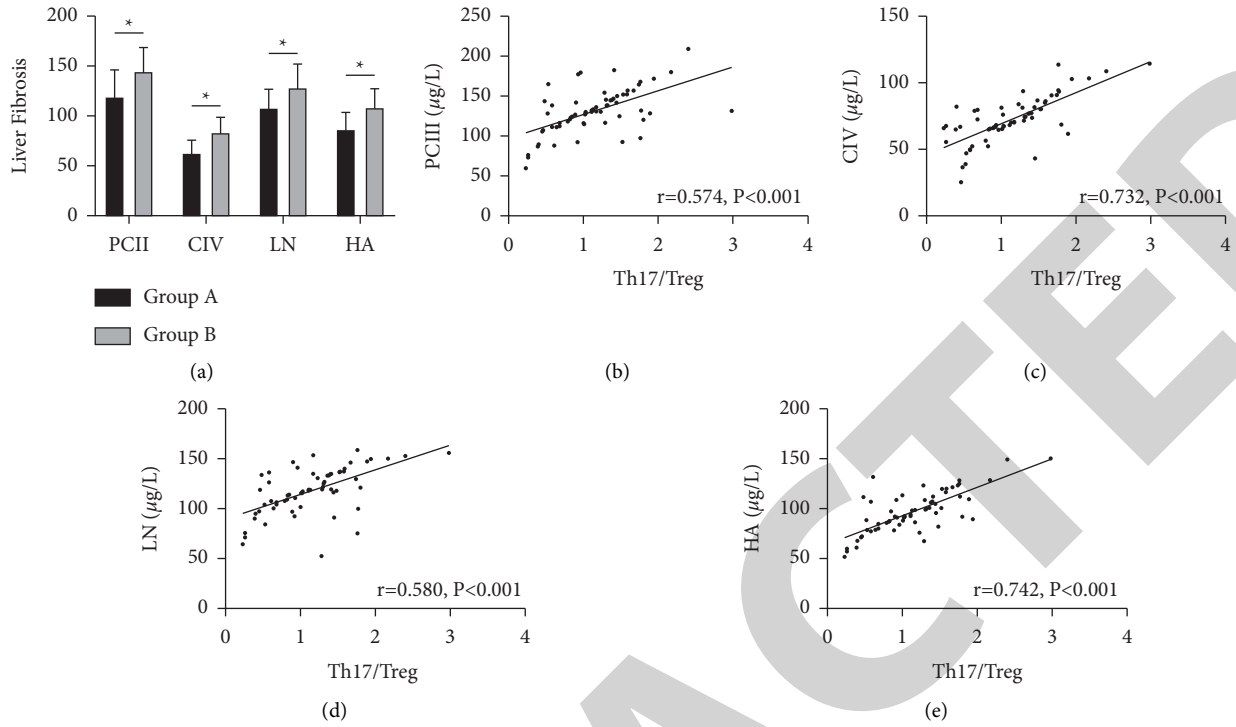 200
150
100
50
0
Liver Fibrosis
* * * *
PCII CIV LN HA
Group A
Group B
(a)
250
200
150
100
50
0
PCIII (µg/L)
r=0.574, P<0.001
0 1 2 3 4
Th17/Treg
(b)
150
100
50
0
CIV (µg/L)
r=0.732, P<0.001
0 1 2 3 4
Th17/Treg
(c)
200
150
100
50
0
LN (µg/L)
r=0.580, P<0.001
0 1 2 3 4
Th17/Treg
(d)
200
150
100
50
0
HA (µg/L)
r=0.742, P<0.001
0 1 2 3 4
Th17/Treg
(e)
ACTED